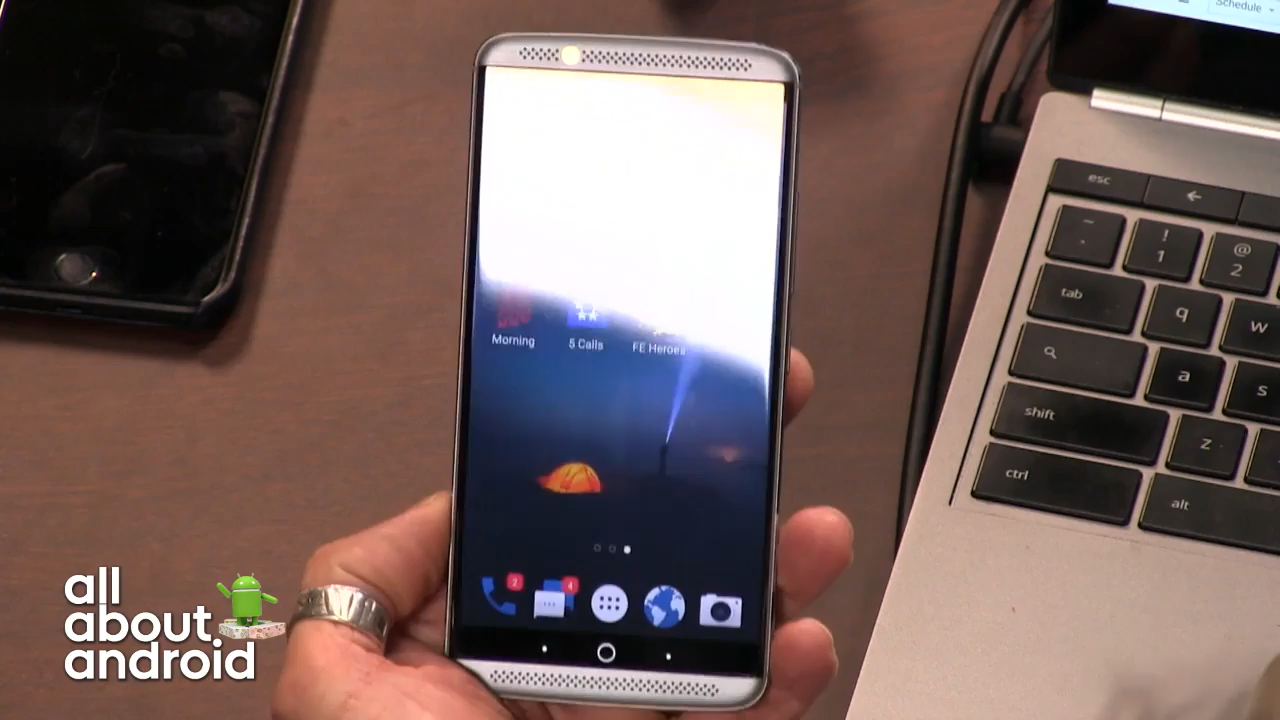 Schedule
esc
←
Morning
5 Calls
FE Heroes
~
!
1
@
2
tab
q
w
a
s
shift
z
ctrl
alt
2
4
all
about
android